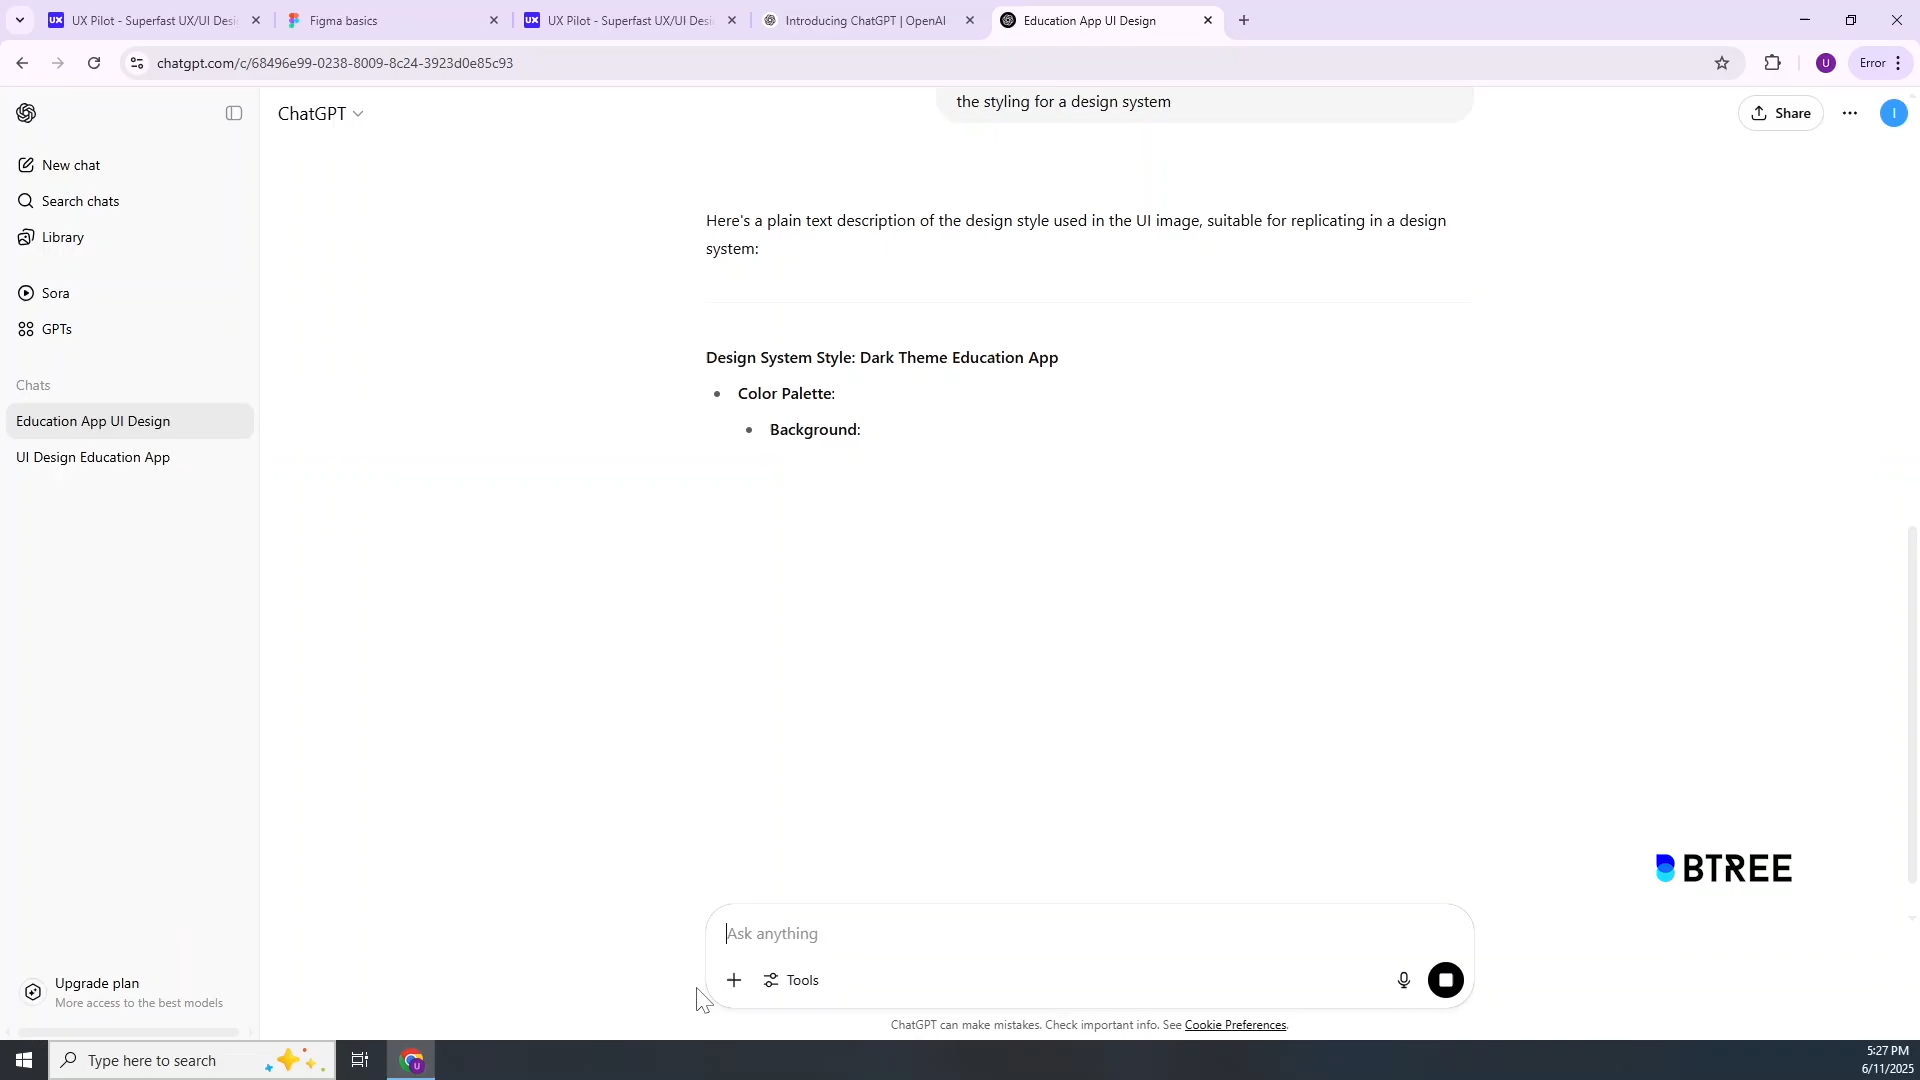 UX Pilot - Superfast UX/UI Desi
Figma basics
UX Pilot - Superfast UX/UI Desi
Introducing ChatGPT | OpenAI
Education App UI Design
chatgpt.com/c/68496e99-0238-8009-8c24-3923d0e85c93
U
Error
ChatGPT
the styling for a design system
Share
I
New chat
Search chats
Library
Sora
GPTs
Chats
Education App UI Design
UI Design Education App
Here's a plain text description of the design style used in the UI image, suitable for replicating in a design
system:
Design System Style: Dark Theme Education App
Color Palette:
Background:
BTREE
Ask anything
Tools
Upgrade plan
More access to the best models
ChatGPT can make mistakes. Check important info. See Cookie Preferences.
Type here to search
5:27 PM
6/11/2025